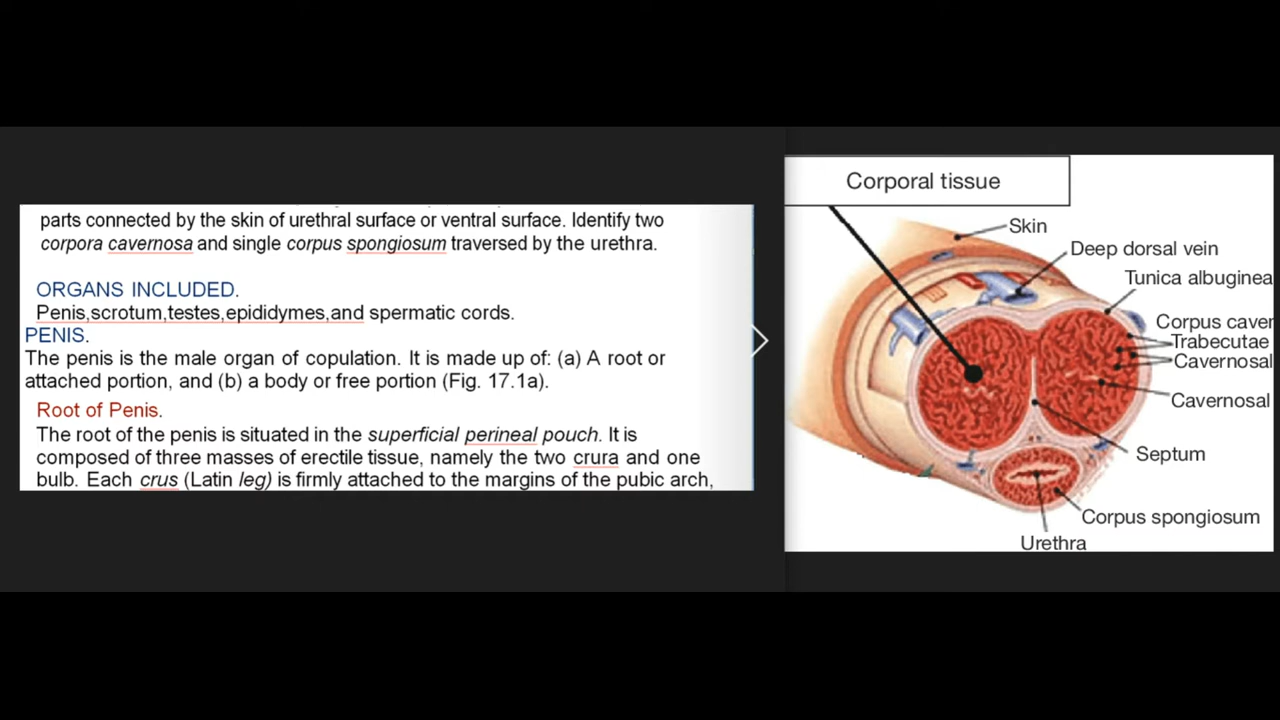 parts connected by the skin of urethral surface or ventral surface. Identify two
corpora cavernosa and single corpus spongiosum traversed by the urethra.
ORGANS INCLUDED.
Penis,scrotum,testes,epididymes,and spermatic cords.
PENIS.
The penis is the male organ of copulation. It is made up of: (a) A root or
attached portion, and (b) a body or free portion (Fig. 17.1a).
Root of Penis.
The root of the penis is situated in the superficial perineal pouch. It is
composed of three masses of erectile tissue, namely the two crura and one
bulb. Each crus (Latin leg) is firmly attached to the margins of the pubic arch,
Corporal tissue
Skin
Deep dorsal vein
Tunica albuginea
Corpus caver
Trabecutae
Cavernosal
Cavernosal
Septum
Corpus spongiosum
Urethra